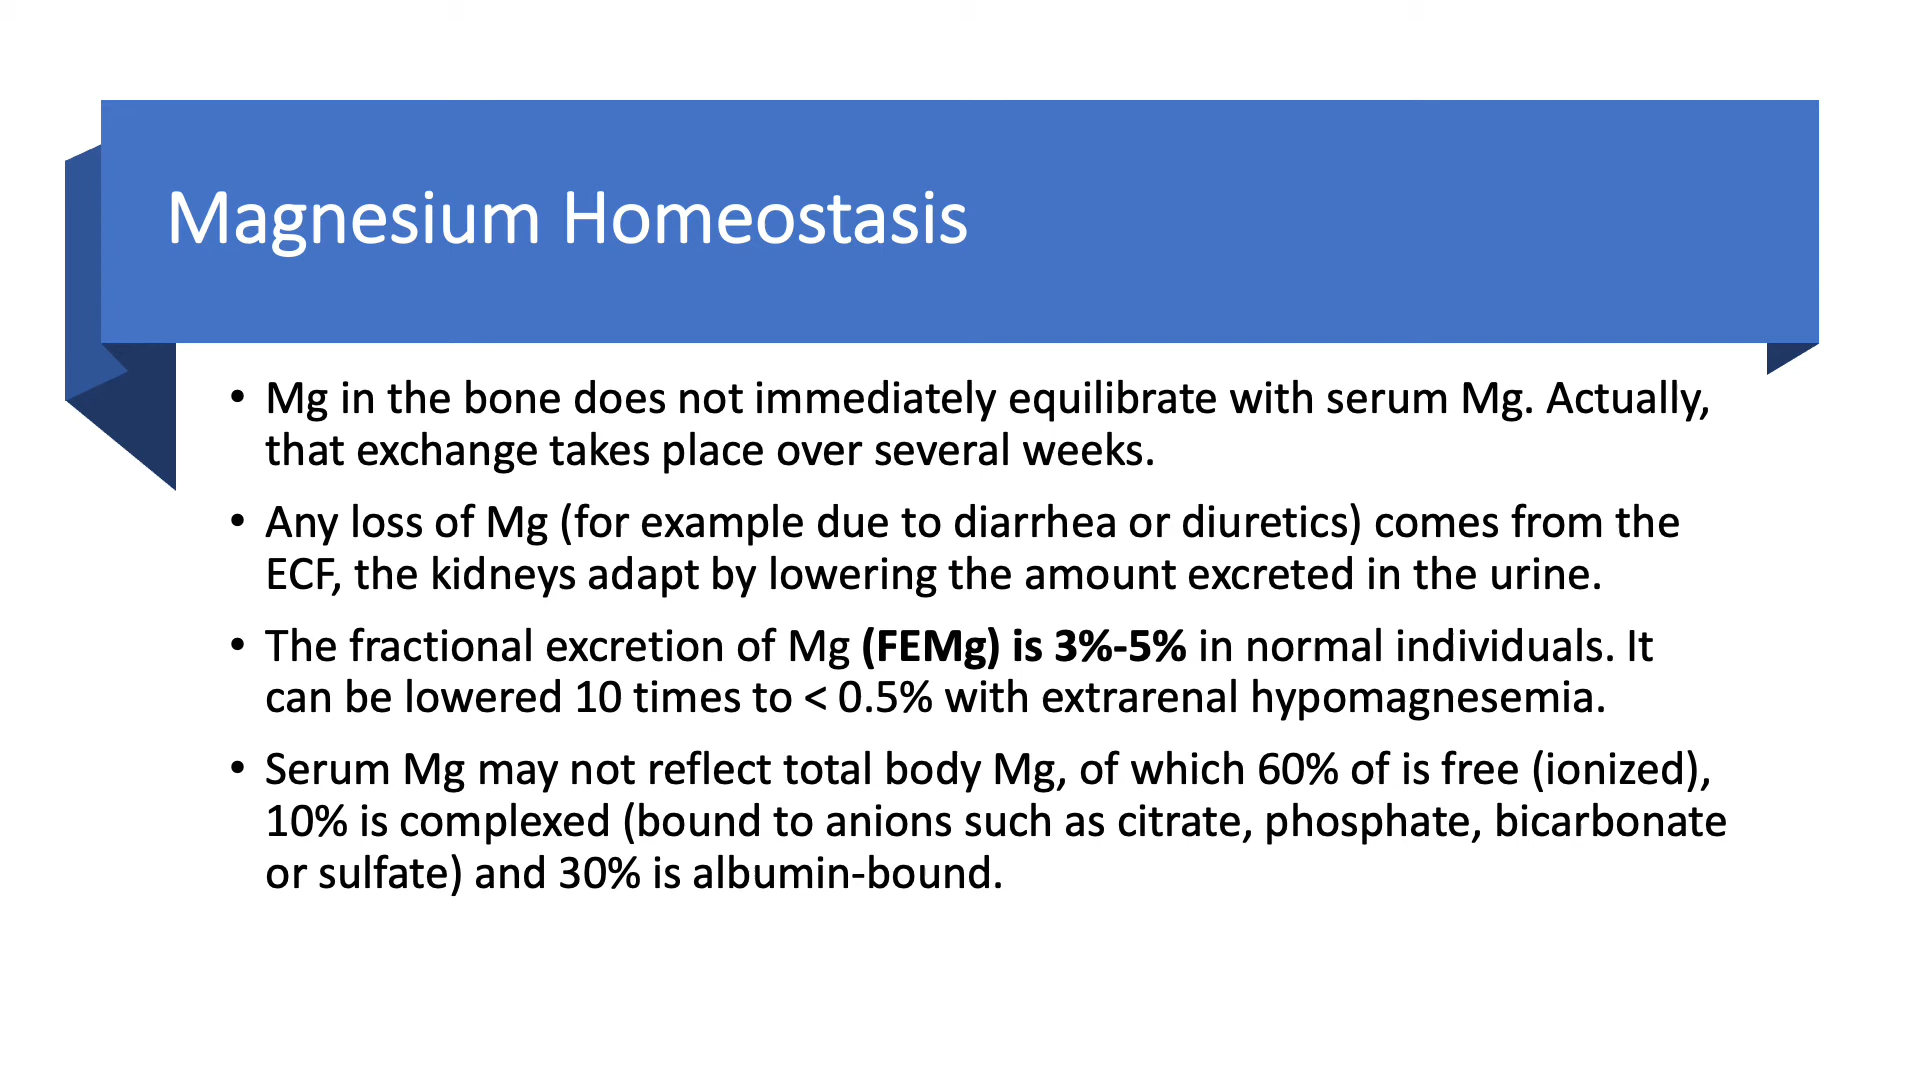 Magnesium Homeostasis
• Mg in the bone does not immediately equilibrate with serum Mg. Actually,
that exchange takes place over several weeks.
• Any loss of Mg (for example due to diarrhea or diuretics) comes from the
ECF, the kidneys adapt by lowering the amount excreted in the urine.
• The fractional excretion of Mg (FEMg) is 3%-5% in normal individuals. It
can be lowered 10 times to < 0.5% with extrarenal hypomagnesemia.
• Serum Mg may not reflect total body Mg, of which 60% of is free (ionized),
10% is complexed (bound to anions such as citrate, phosphate, bicarbonate
or sulfate) and 30% is albumin-bound.